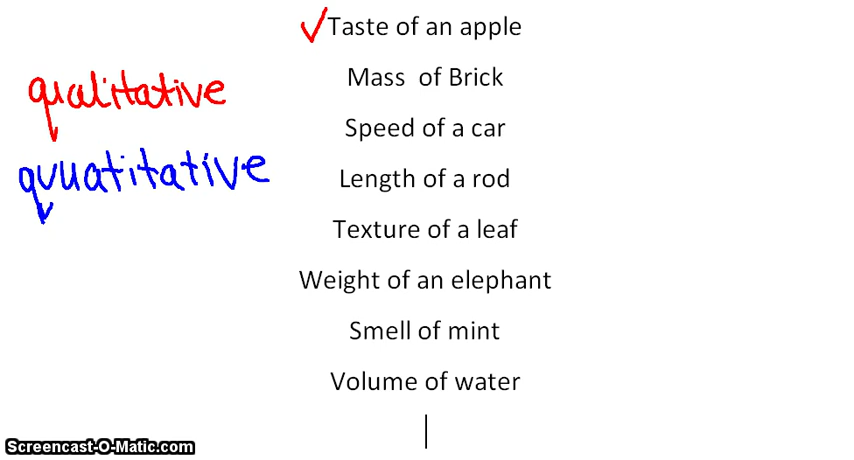 Taste of an apple
Mass of Brick
qualitative
Speed of a car
quuatitative
Length of a rod
Texture of a leaf
Weight of an elephant
Smell of mint
Volume of water
Screencast-O-Matic.com